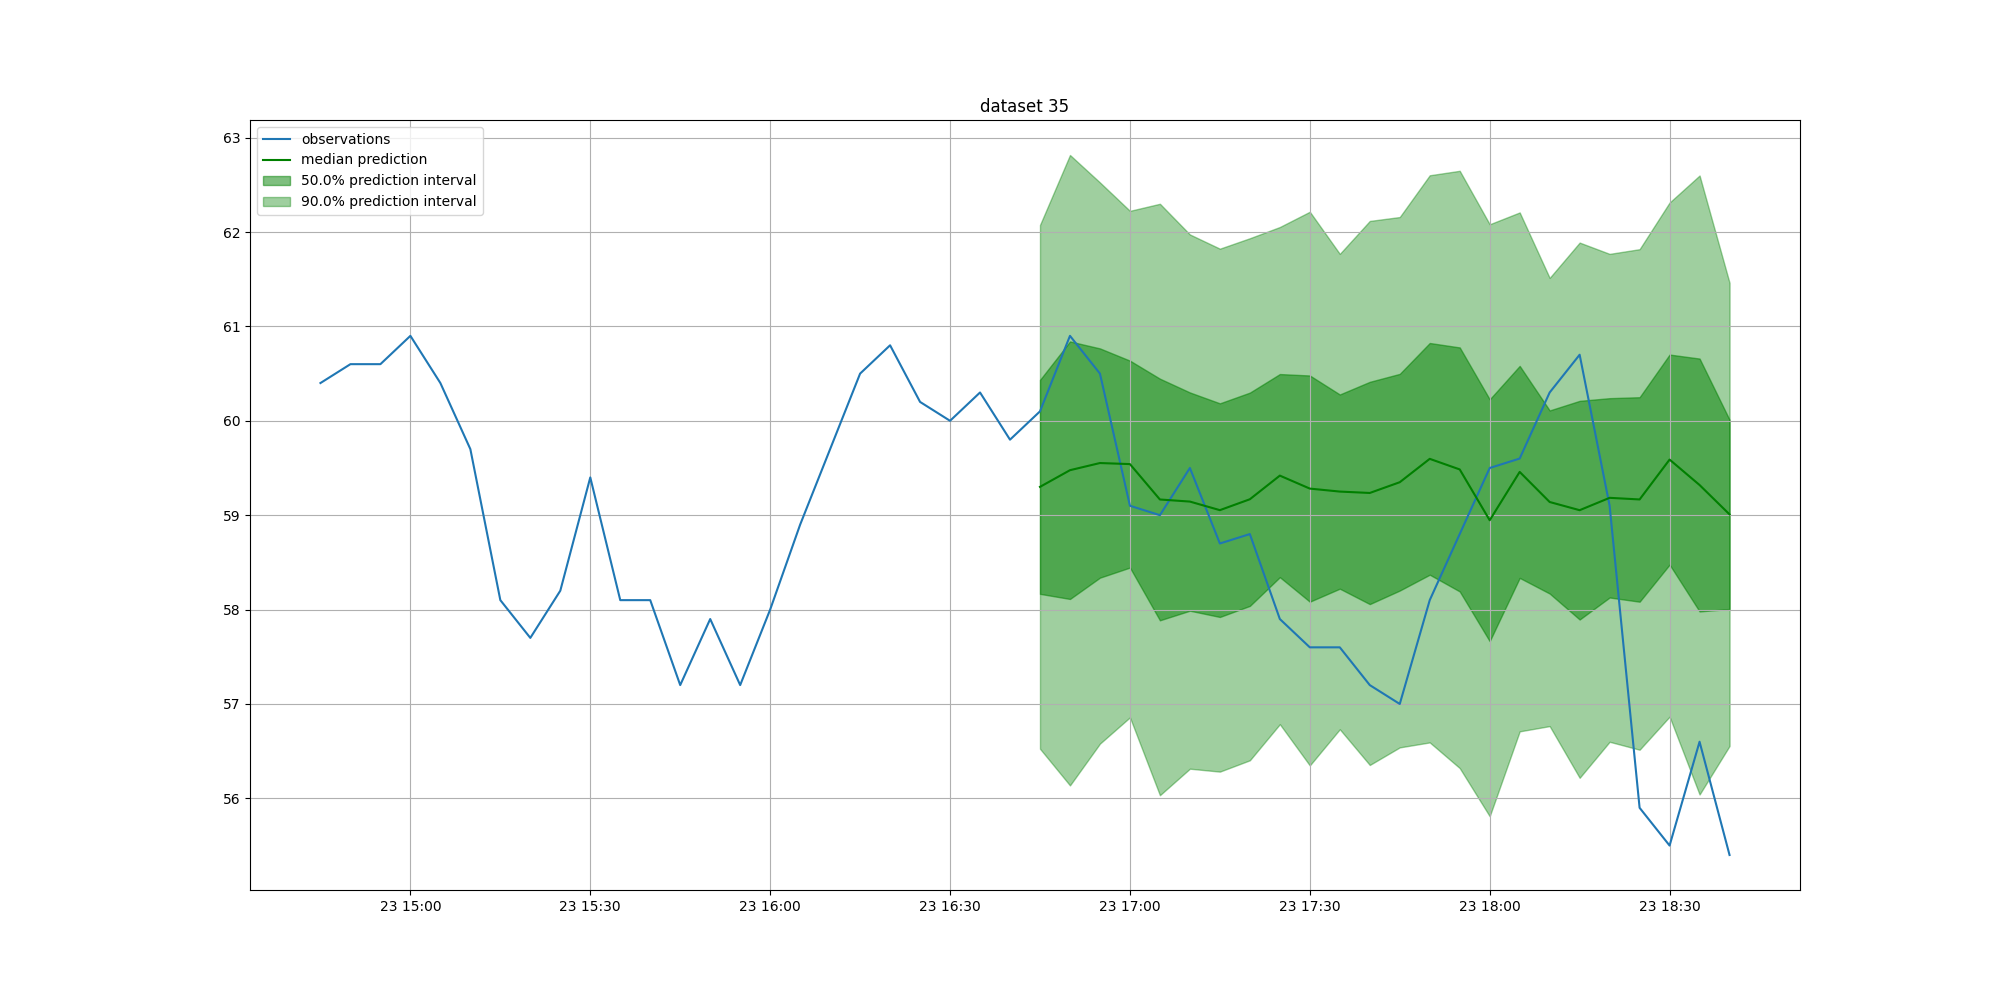 dataset 35
observations
median prediction
50.0% prediction interval
90.0% prediction interval
63
62
61
60
59
58
57
56
23 15:00 23 15:30 23 16:00 23 16:30 23 17:00 23 17:30 23 18:00 23 18:30